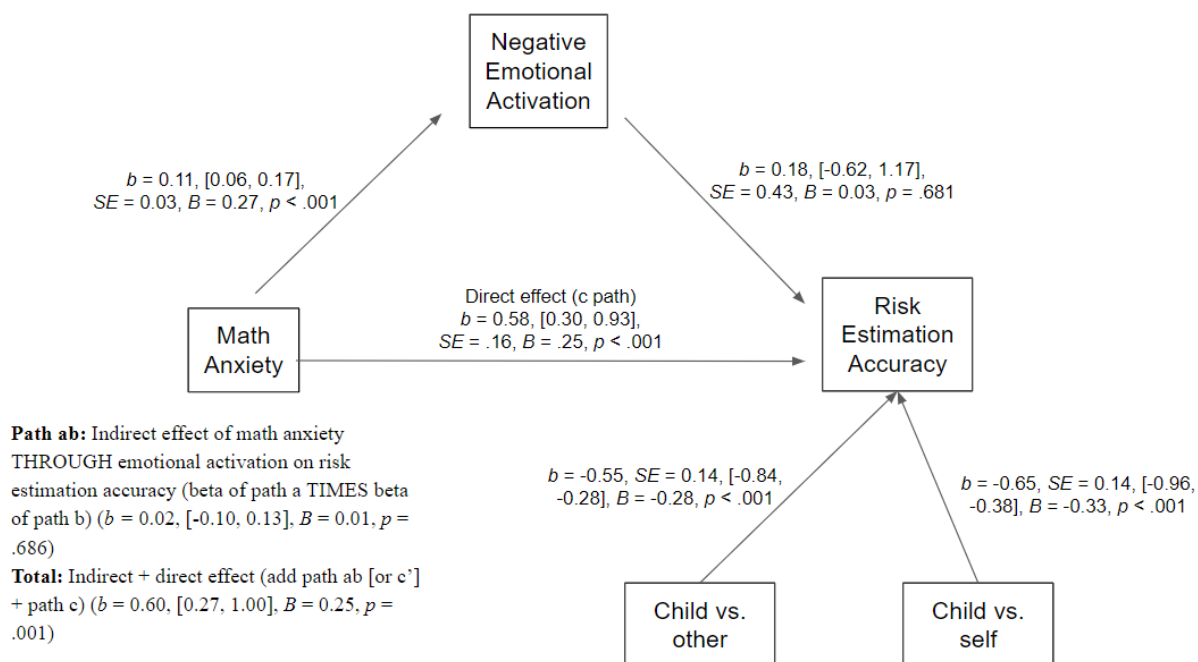 Negative
Emotional
Activation
b = 0.11, [0.06, 0.17],
SE = 0.03, B = 0.27, p < .001
b = 0.18, [-0.62, 1.17],
SE = 0.43, B = 0.03, p = .681
Math
Anxiety
Direct effect (c path)
b = 0.58, [0.30, 0.93],
SE = .16, B = .25, p < .001
Risk
Estimation
Accuracy
Path ab: Indirect effect of math anxiety
THROUGH emotional activation on risk
estimation accuracy (beta of path a TIMES beta
of path b) (b = 0.02, [-0.10, 0.13], B = 0.01, p =
.686)
Total: Indirect + direct effect (add path ab [or c’]
+ path c) (b = 0.60, [0.27, 1.00], B = 0.25, p =
.001)
b = -0.55, SE = 0.14, [-0.84,
-0.28], B = -0.28, p < .001
b = -0.65, SE = 0.14, [-0.96,
-0.38], B = -0.33, p < .001
Child vs.
other
Child vs.
self